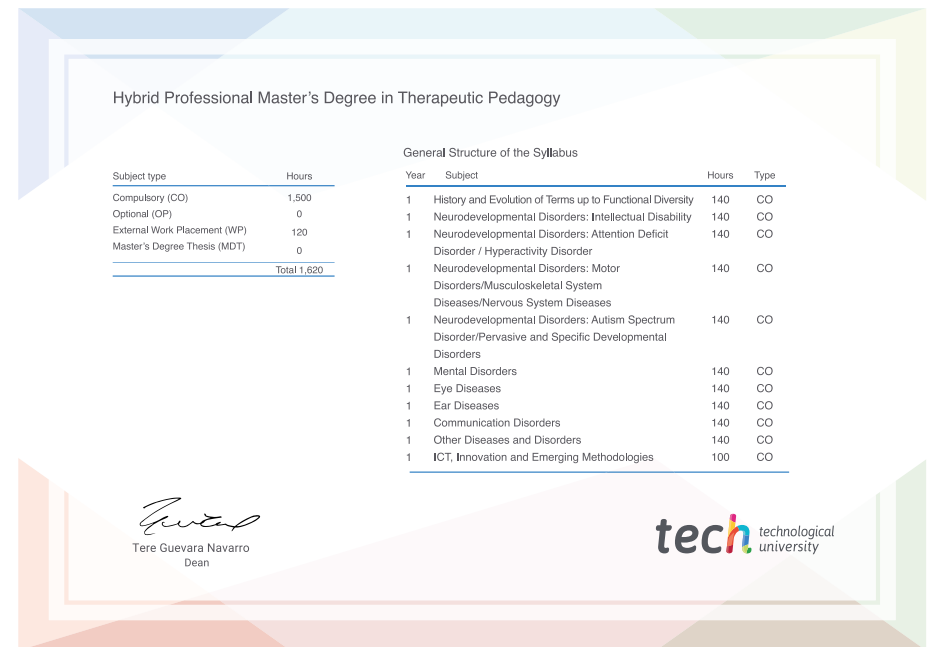 Hybrid Professional Master's Degree in Therapeutic Pedagogy
Subject type Hours
Compulsory (CO) 1,500
Optional (OP) 0
External Work Placement (WP) 120
Master's Degree Thesis (MDT) 0
Total 1,620
General Structure of the Syllabus
Year Subject Hours Type
1 History and Evolution of Terms up to Functional Diversity 140 CO
1 Neurodevelopmental Disorders: Intellectual Disability 140 CO
1 Neurodevelopmental Disorders: Attention Deficit 140 CO
Disorder / Hyperactivity Disorder
1 Neurodevelopmental Disorders: Motor 140 CO
Disorders/Musculoskeletal System
Diseases/Nervous System Diseases
1 Neurodevelopmental Disorders: Autism Spectrum 140 CO
Disorder/Pervasive and Specific Developmental
Disorders
1 Mental Disorders 140 CO
1 Eye Diseases 140 CO
1 Ear Diseases 140 CO
1 Communication Disorders 140 CO
1 Other Diseases and Disorders 140 CO
1 ICT, Innovation and Emerging Methodologies 100 CO
Tere Guevara Navarro
Dean
tech technological
university